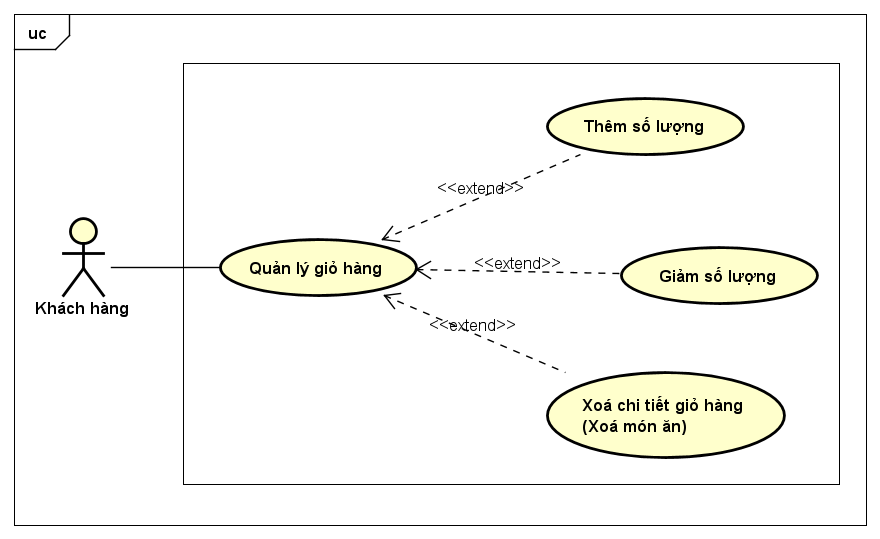 uc
Thêm số lượng
<<extend>>
Quản lý giỏ hàng
<<extend>>
Giảm số lượng
Khách hàng
<<extend>>
Xoá chi tiết giỏ hàng
(Xoá món ăn)